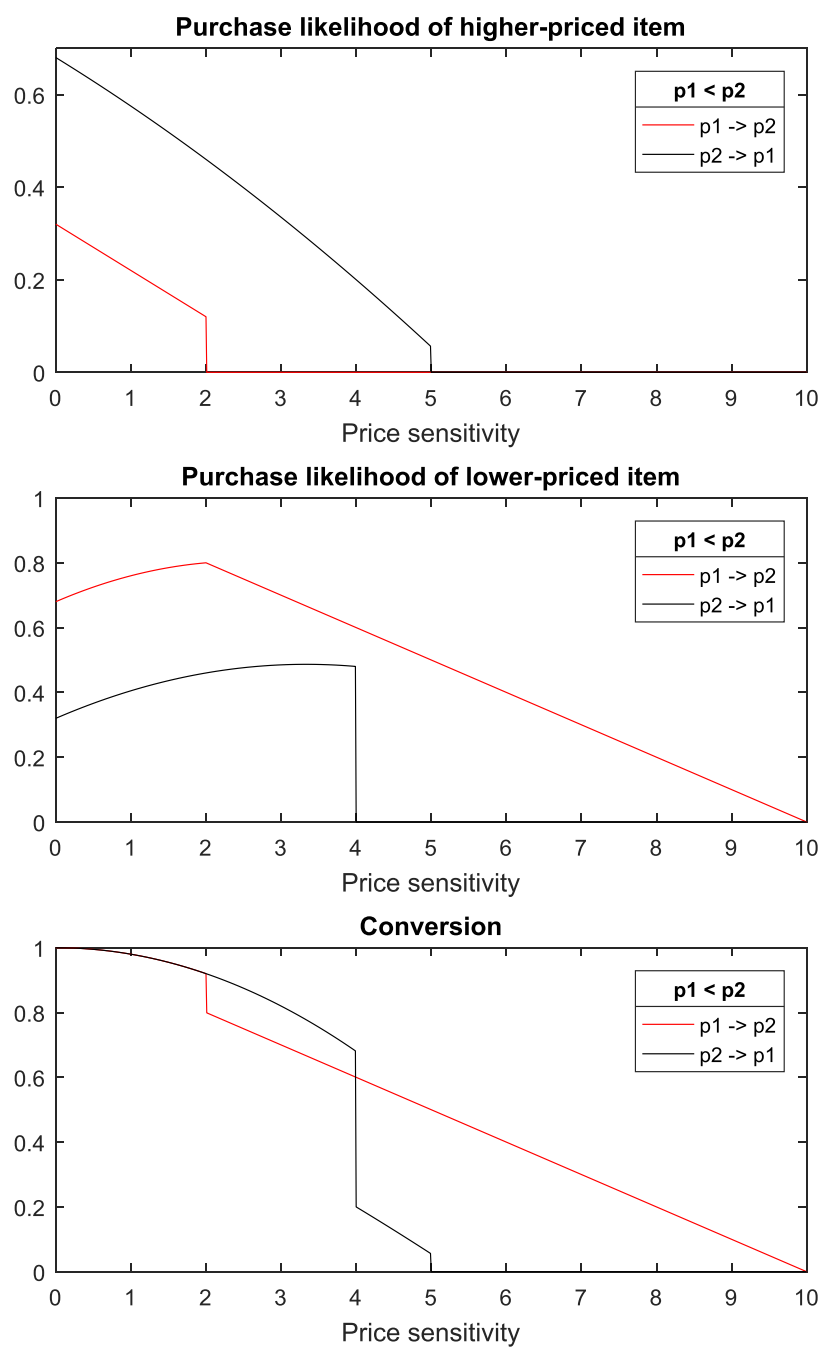 Purchase likelihood of higher-priced item
p1 < p2
p1 -> p2
p2 -> p1
0.6
0.4
0.2
0
0 1 2 3 4 5 6 7 8 9 10
Price sensitivity
Purchase likelihood of lower-priced item
p1 < p2
p1 -> p2
p2 -> p1
1
0.8
0.6
0.4
0.2
0
0 1 2 3 4 5 6 7 8 9 10
Price sensitivity
Conversion
p1 < p2
p1 -> p2
p2 -> p1
1
0.8
0.6
0.4
0.2
0
0 1 2 3 4 5 6 7 8 9 10
Price sensitivity